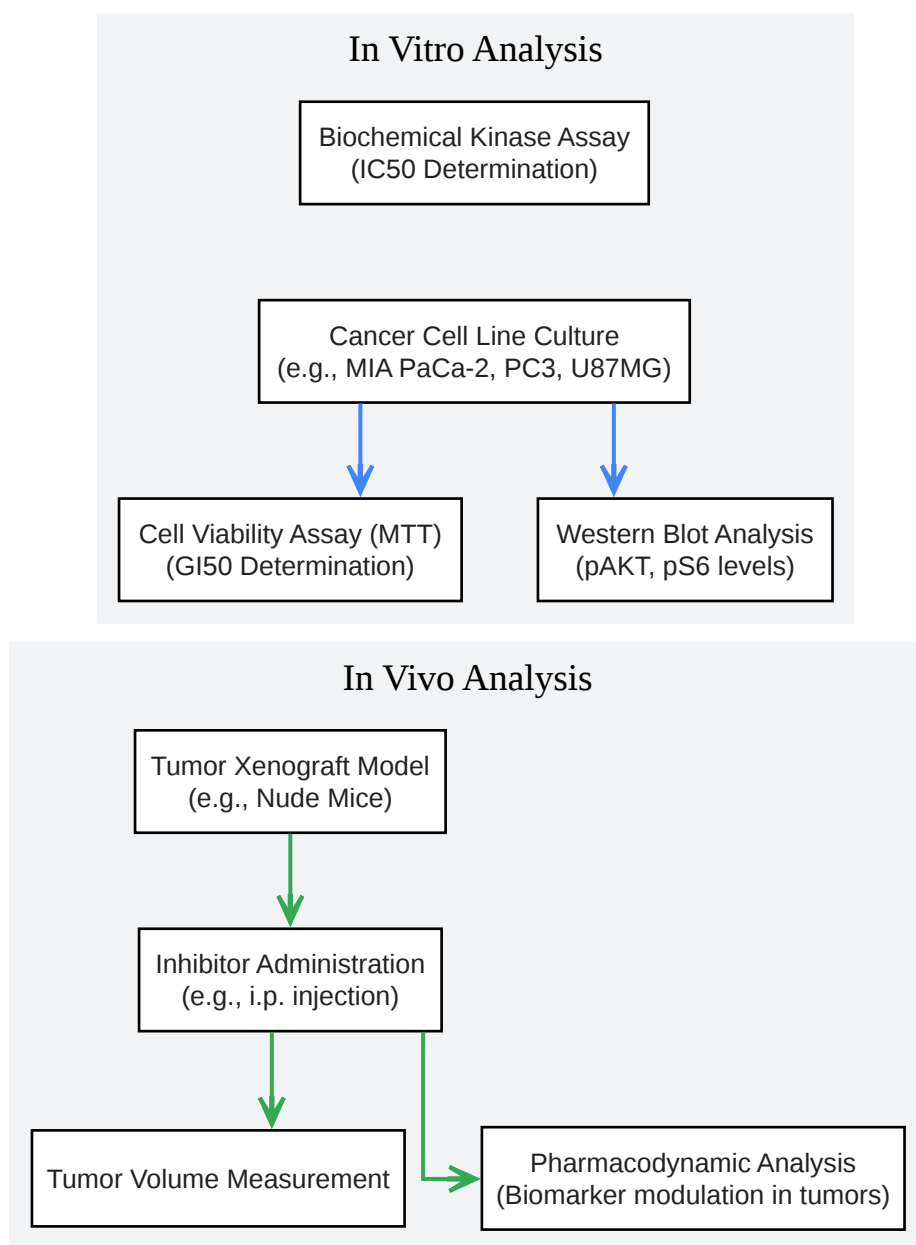 In Vitro Analysis
Biochemical Kinase Assay
(IC50 Determination)
Cancer Cell Line Culture
(e.g., MIA PaCa-2, PC3, U87MG)
Cell Viability Assay (MTT)
(GI50 Determination)
Western Blot Analysis
(pAKT, pS6 levels)
In Vivo Analysis
Tumor Xenograft Model
(e.g., Nude Mice)
Inhibitor Administration
(e.g., i.p. injection)
Tumor Volume Measurement
Pharmacodynamic Analysis
(Biomarker modulation in tumors)